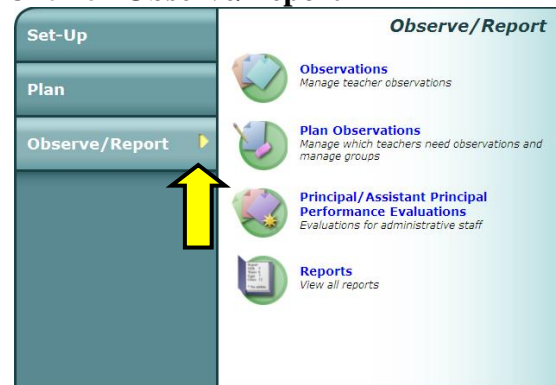 Set-Up
Plan
Observe/Report
Observe/Report
Observations
Manage teacher observations
Plan Observations
Manage which teachers need observations and
manage groups
Principal/Assistant Principal
Performance Evaluations
Evaluations for administrative staff
Reports
View all reports